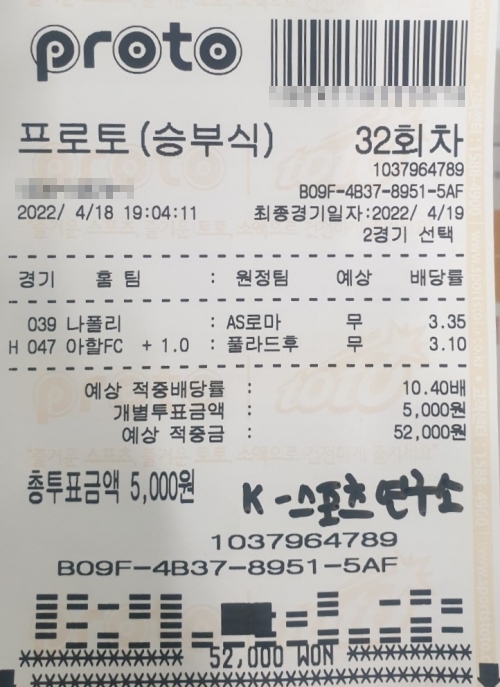 proto
프로토(승부식) 32회차
1037964789
B09F-4B37-8951-5AF
2022/ 4/18 19:04:11 최종경기일자:2022/ 4/19
2경기 선택
경기 홈 팀 : 원정팀 예상 배당률
039 나폴리 : AS로마 무 3.35
H 047 아할FC + 1.0 : 풀라드후 무 3.10
예상 적중배당률 : 10.40배
개별투표금액 : 5,000원
예상 적중금 : 52,000원
총투표금액 5,000원 K-스포츠 연구소
1037964789
B09F-4B37-8951-5AF
52,000 WON